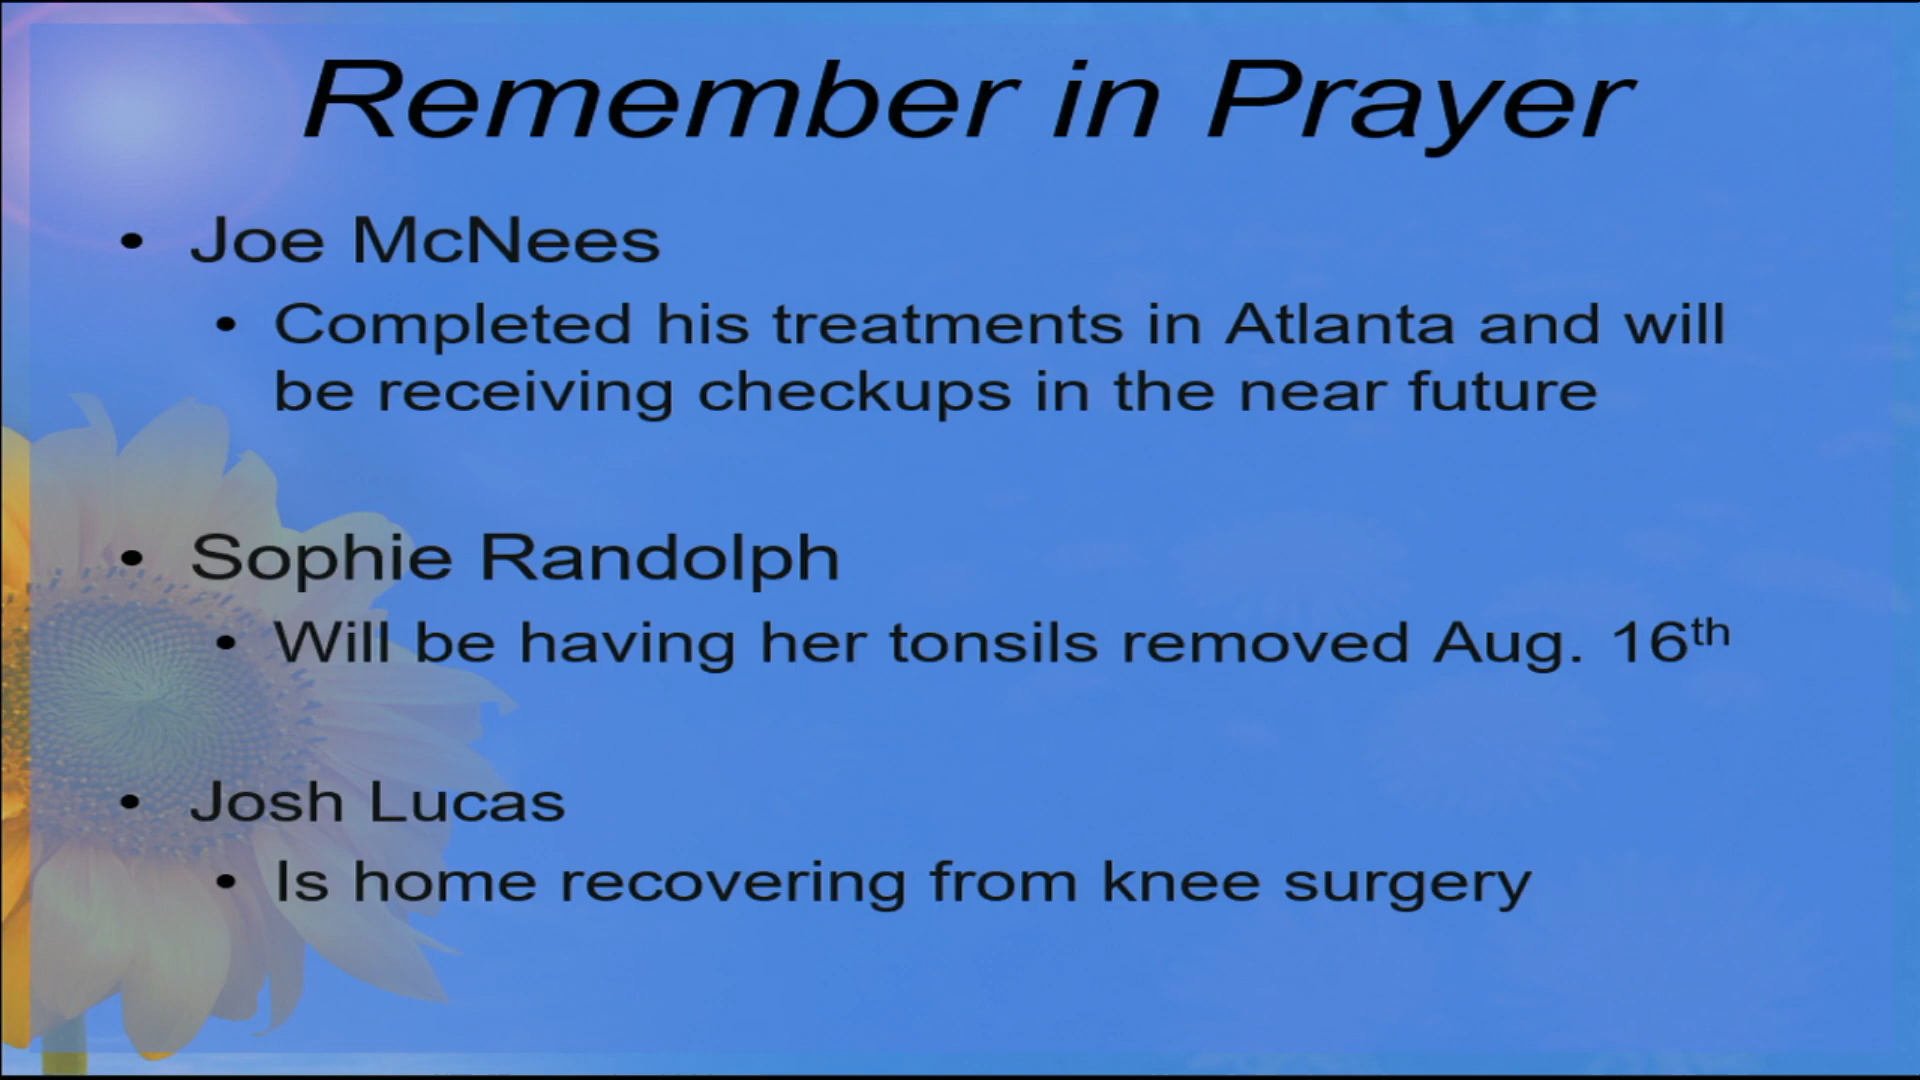 Remember in Prayer
• Joe McNees
• Completed his treatments in Atlanta and will
be receiving checkups in the near future
• Sophie Randolph
• Will be having her tonsils removed Aug. 16th
• Josh Lucas
• Is home recovering from knee surgery